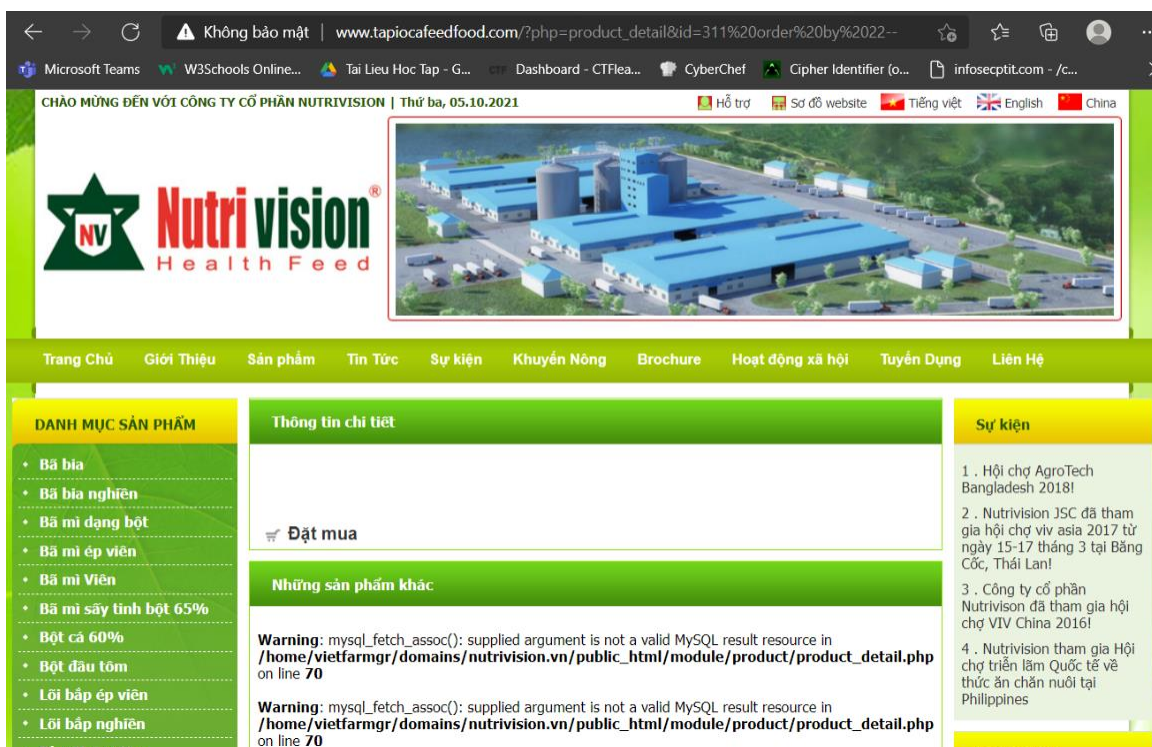 Không bảo mật | www.tapiocafeedfood.com/?php=product_detail&id=311%20order%20by%2022--
Microsoft Teams W3Schools Online... Tai Lieu Hoc Tap - G... CTF Dashboard - CTFlea... CyberChef Cipher Identifier (o... infosecptit.com - /c...
CHÀO MỪNG ĐẾN VỚI CÔNG TY CỔ PHẦN NUTRIVISION | Thứ ba, 05.10.2021 Hỗ trợ Sơ đồ website Tiếng việt English China
NV
Nutri vision®
Health Feed
Trang Chủ Giới Thiệu Sản phẩm Tin Tức Sự kiện Khuyến Nông Brochure Hoạt động xã hội Tuyển Dụng Liên Hệ
DANH MỤC SẢN PHẨM
• Bã bia
• Bã bia nghiền
• Bã mì dạng bột
• Bã mì ép viên
• Bã mì Viên
• Bã mì sấy tinh bột 65%
• Bột cá 60%
• Bột đầu tôm
• Lõi bắp ép viên
• Lõi bắp nghiền
Thông tin chi tiết
Đặt mua
Những sản phẩm khác
Warning: mysql_fetch_assoc(): supplied argument is not a valid MySQL result resource in
/home/vietfarmgr/domains/nutrivision.vn/public_html/module/product/product_detail.php
on line 70
Warning: mysql_fetch_assoc(): supplied argument is not a valid MySQL result resource in
/home/vietfarmgr/domains/nutrivision.vn/public_html/module/product/product_detail.php
on line 70
Sự kiện
1 . Hội chợ AgroTech
Bangladesh 2018!
2 . Nutrivision JSC đã tham
gia hội chợ viv asia 2017 từ
ngày 15-17 tháng 3 tại Băng
Cốc, Thái Lan!
3 . Công ty cổ phần
Nutrivison đã tham gia hội
chợ VIV China 2016!
4 . Nutrivision tham gia Hội
chợ triễn lãm Quốc tế về
thức ăn chăn nuôi tại
Philippines